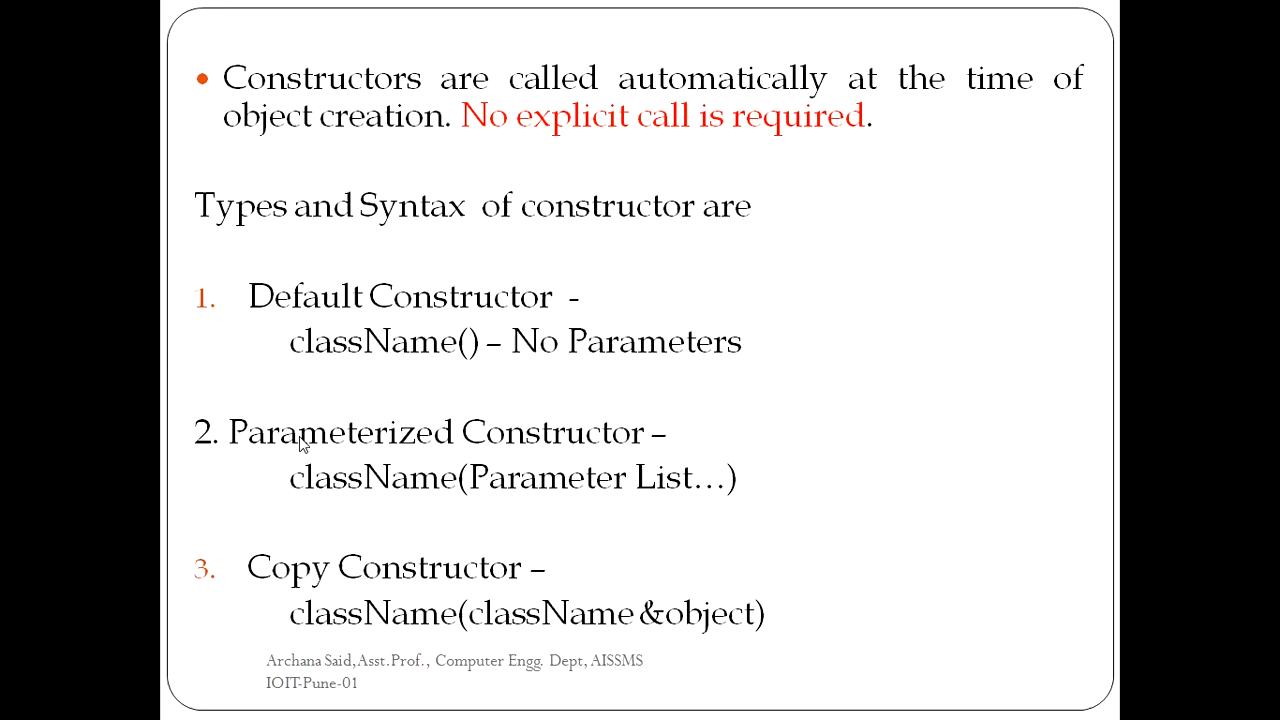 • Constructors are called automatically at the time of
object creation. No explicit call is required.
Types and Syntax of constructor are
1. Default Constructor -
className() – No Parameters
2. Parameterized Constructor –
className(Parameter List…)
3. Copy Constructor –
className(className &object)
Archana Said,Asst.Prof., Computer Engg. Dept, AISSMS
IOIT-Pune-01